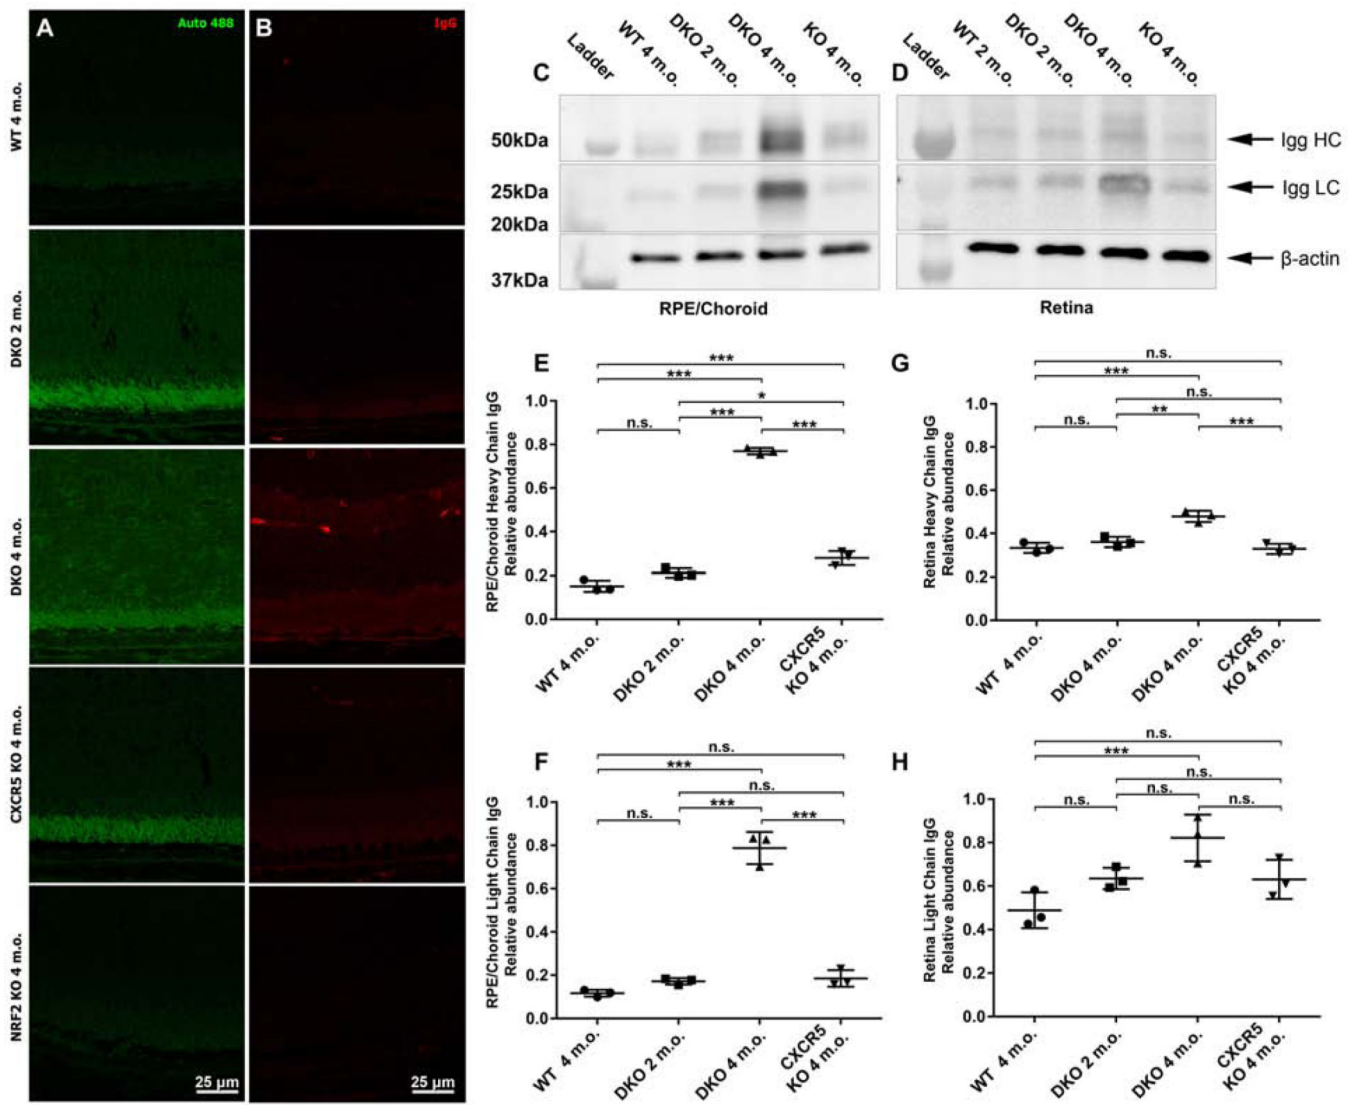 A
Auto 488
B
IgG
WT 4 m.o.
DKO 2 m.o.
DKO 4 m.o.
CXCR5 KO 4 m.o.
NRF2 KO 4 m.o.
25 µm
25 µm
C
Ladder
WT 4 m.o.
DKO 2 m.o.
DKO 4 m.o.
KO 4 m.o.
D
Ladder
WT 2 m.o.
DKO 2 m.o.
DKO 4 m.o.
KO 4 m.o.
50kDa
25kDa
20kDa
37kDa
Igg HC
Igg LC
β-actin
RPE/Choroid
Retina
E
***
***
*
***
n.s.
***
RPE/Choroid Heavy Chain IgG
Relative abundance
1.0
0.8
0.6
0.4
0.2
0.0
WT 4 m.o.
DKO 2 m.o.
DKO 4 m.o.
CXCR5
KO 4 m.o.
G
n.s.
***
n.s.
**
n.s.
***
Retina Heavy Chain IgG
Relative abundance
1.0
0.8
0.6
0.4
0.2
0.0
WT 4 m.o.
DKO 4 m.o.
DKO 4 m.o.
CXCR5
KO 4 m.o.
F
n.s.
***
n.s.
***
n.s.
***
RPE/Choroid Light Chain IgG
Relative abundance
1.0
0.8
0.6
0.4
0.2
0.0
WT 4 m.o.
DKO 2 m.o.
DKO 4 m.o.
CXCR5
KO 4 m.o.
H
n.s.
***
n.s.
n.s.
n.s.
n.s.
Retina Light Chain IgG
Relative abundance
1.0
0.8
0.6
0.4
0.2
0.0
WT 4 m.o.
DKO 2 m.o.
DKO 4 m.o.
CXCR5
KO 4 m.o.